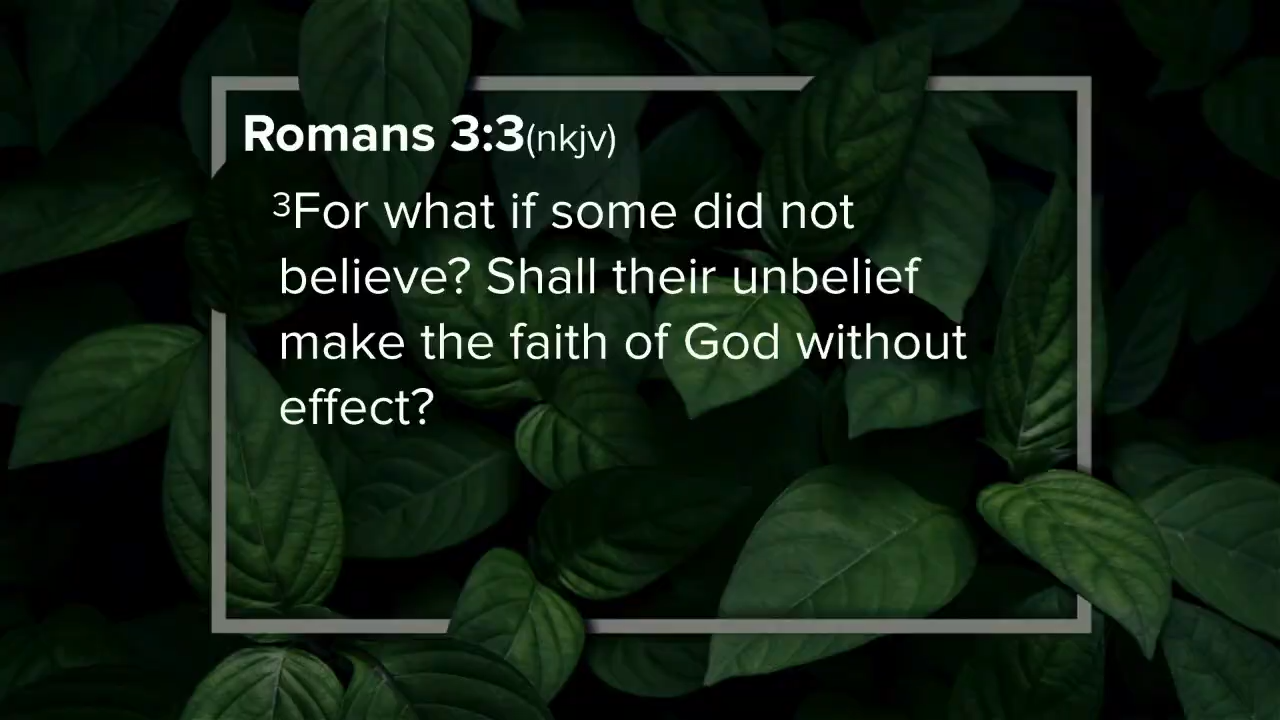 Romans 3:3(nkjv)
³For what if some did not
believe? Shall their unbelief
make the faith of God without
effect?